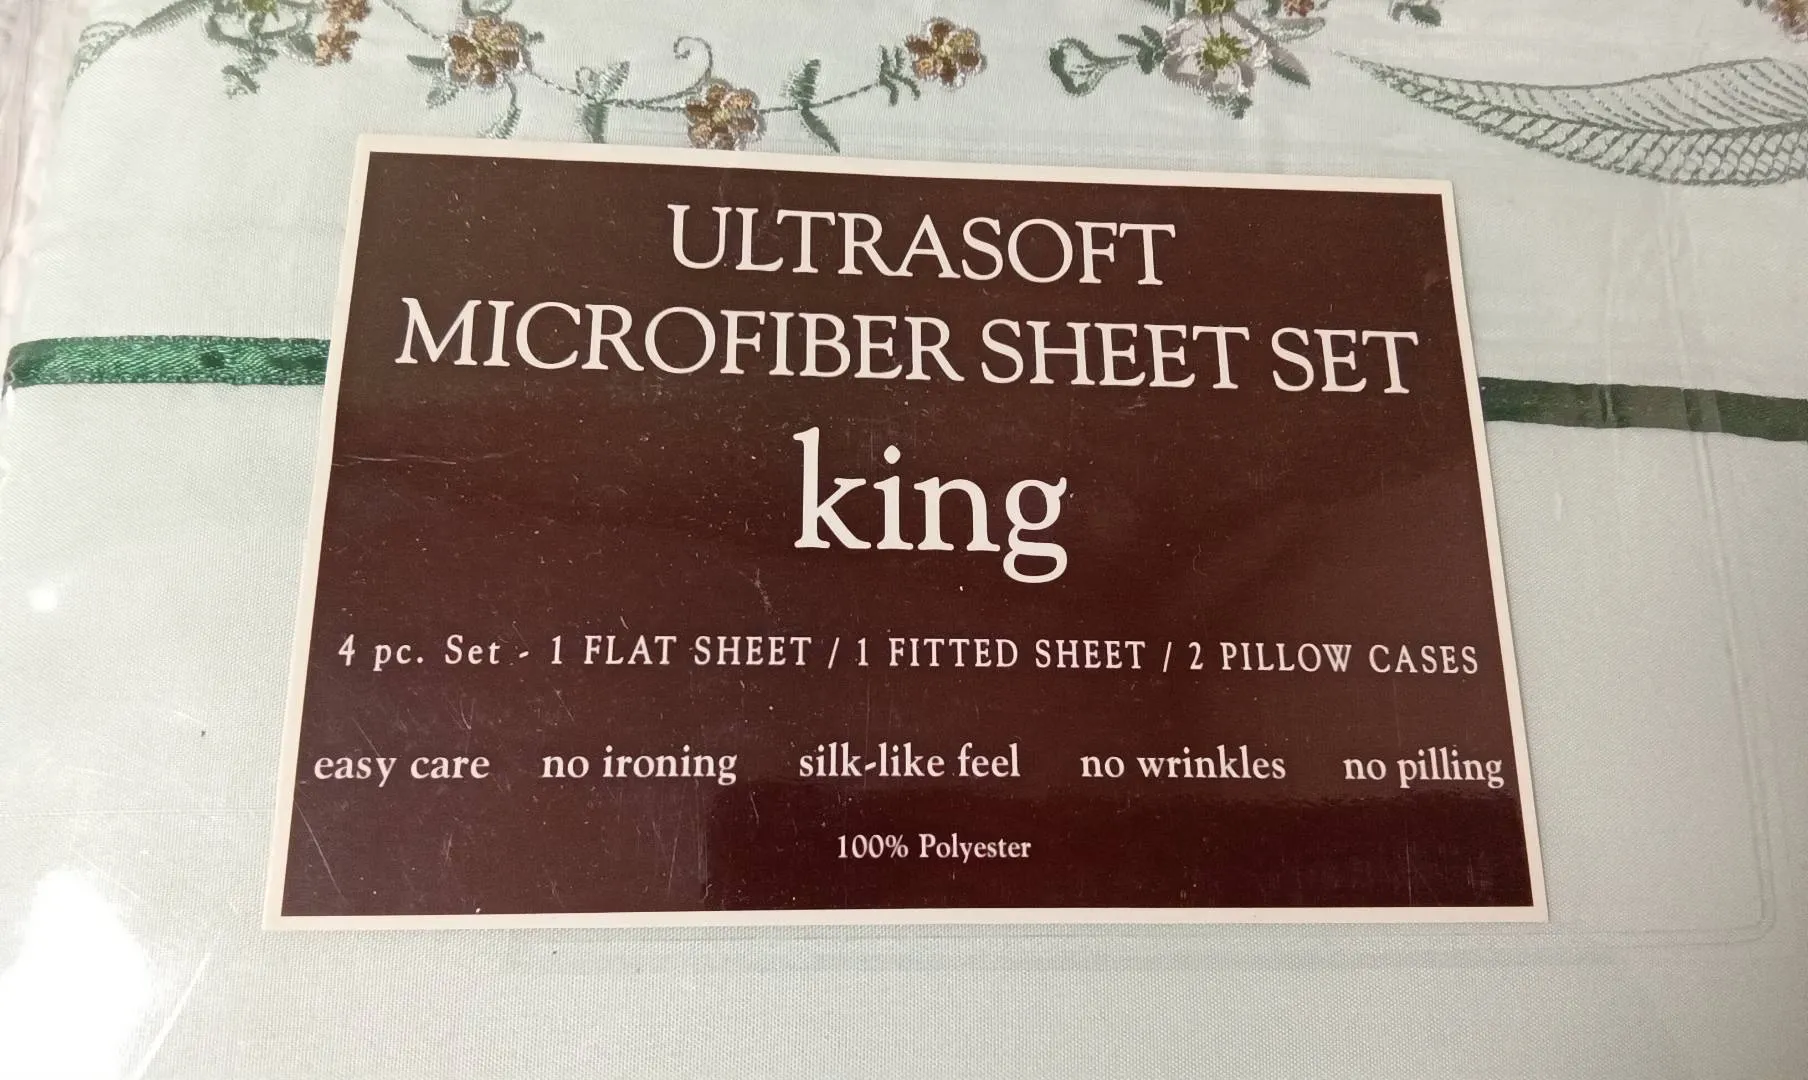 ULTRASOFT
MICROFIBER SHEET SET
king
4 pc. Set - 1 FLAT SHEET / 1 FITTED SHEET / 2 PILLOW CASES
easy care no ironing silk-like feel no wrinkles no pilling
100% Polyester